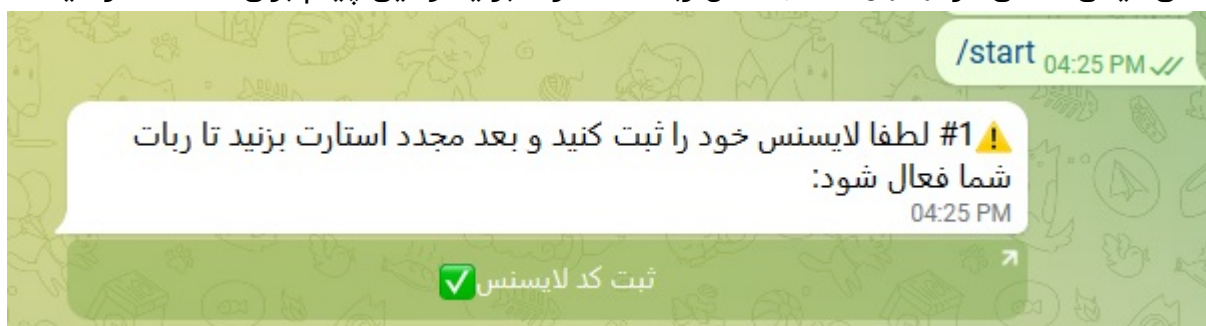 /start 04:25 PM
⚠️#1 لطفا لایسنس خود را ثبت کنید و بعد مجدد استارت بزنید تا ربات
شما فعال شود:
04:25 PM
ثبت کد لایسنس✅